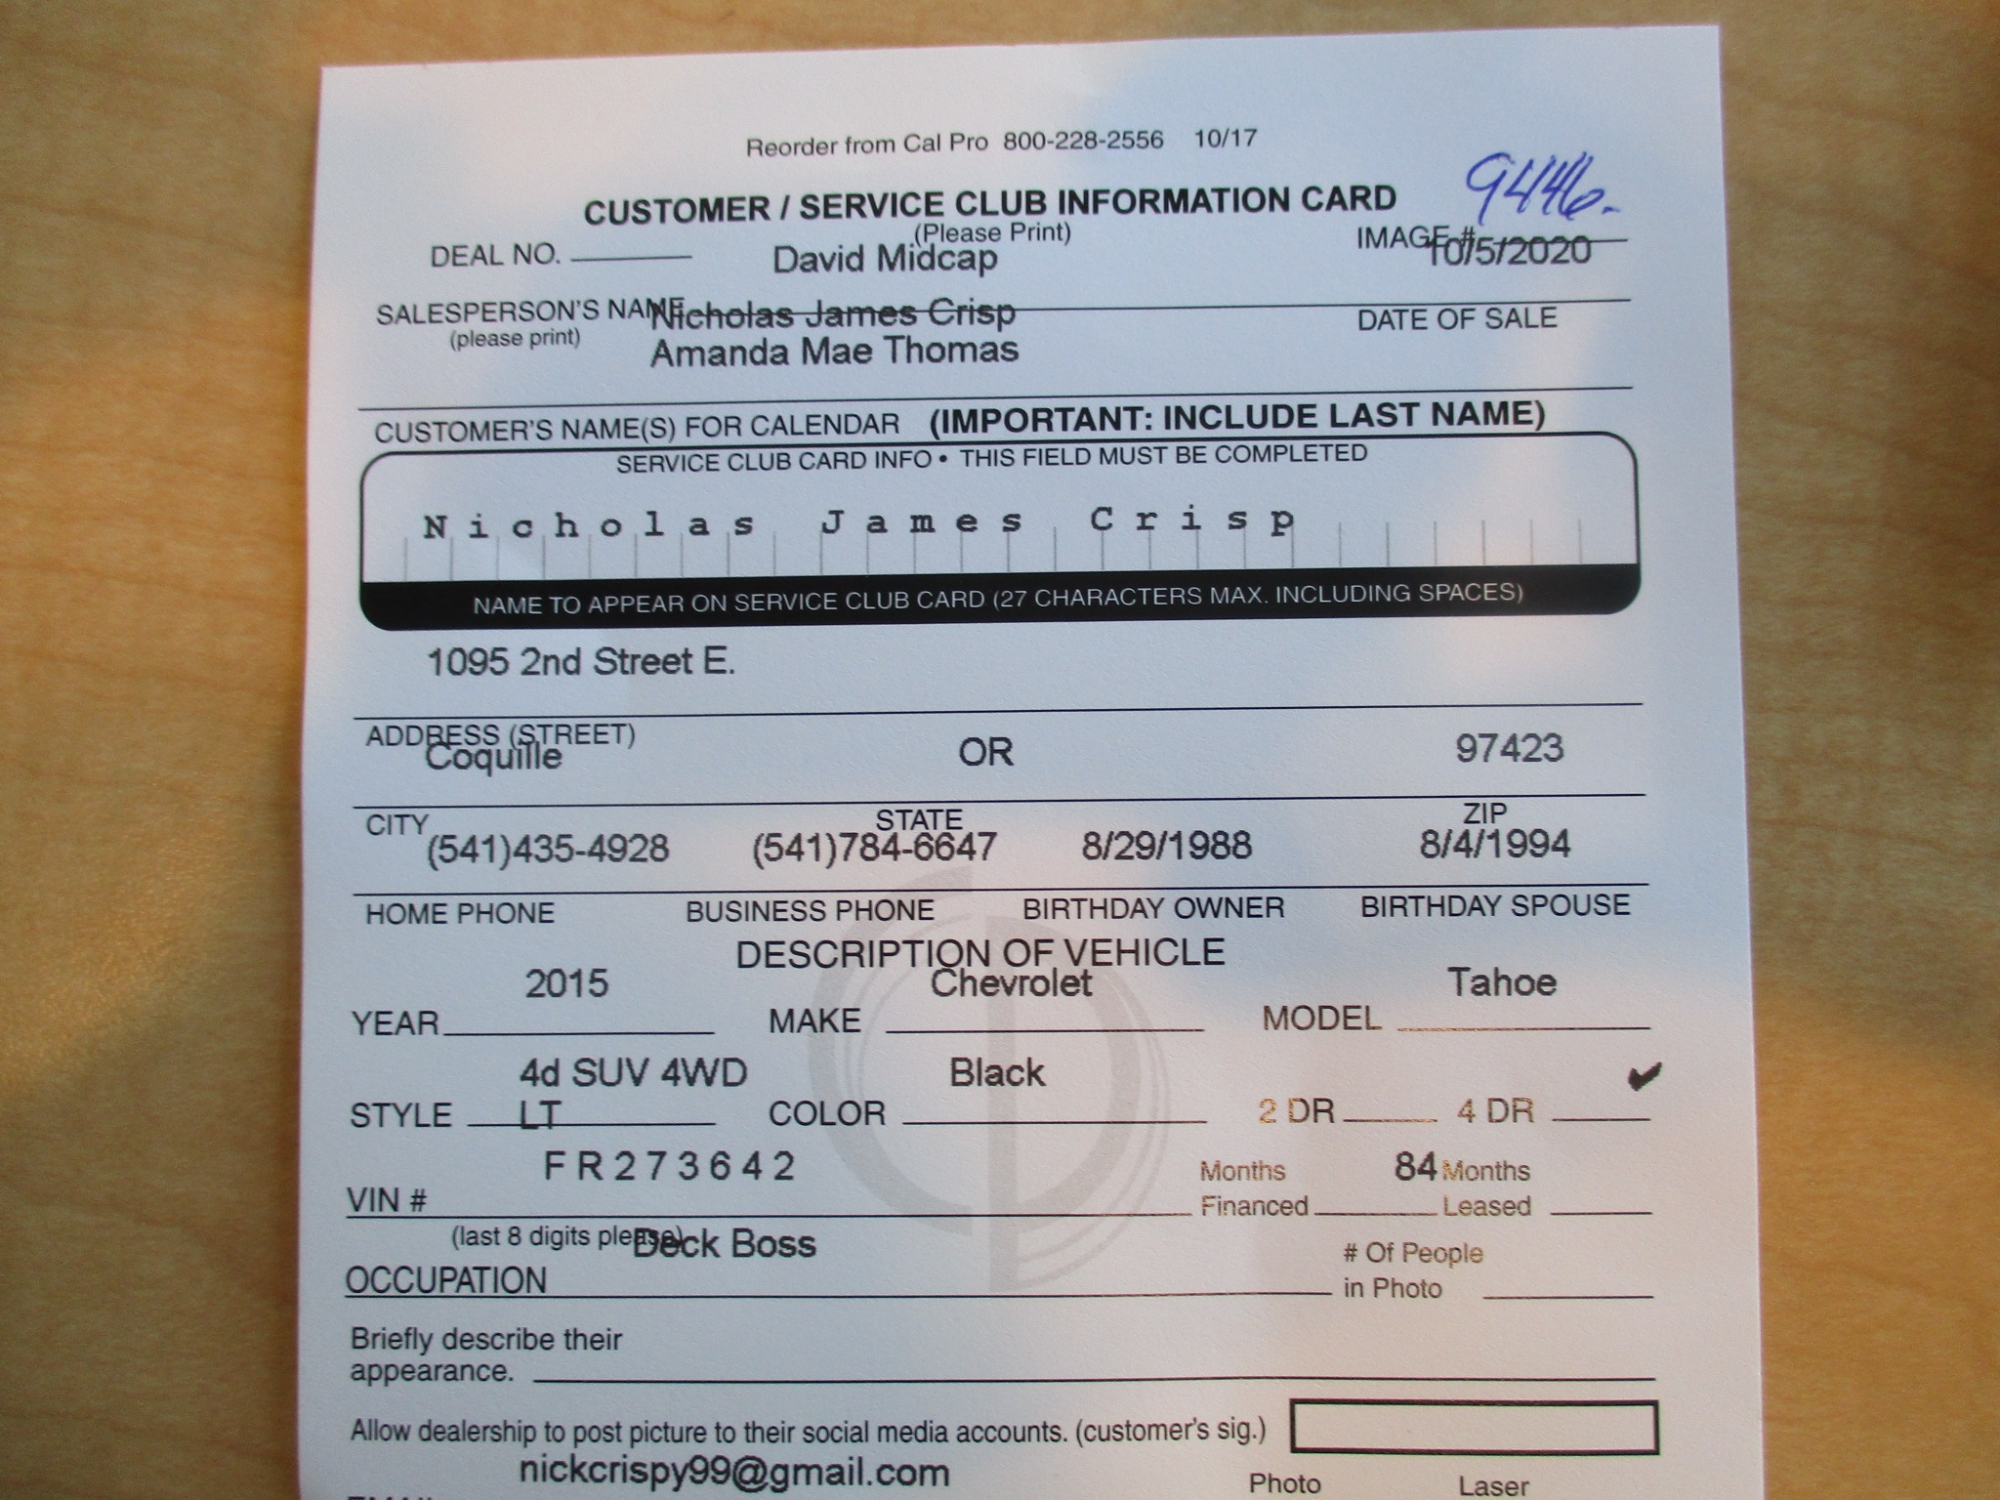 Reorder from Cal Pro 800-228-2556 10/17
CUSTOMER / SERVICE CLUB INFORMATION CARD
9446.
(Please Print)
DEAL NO.
David Midcap
IMAGE #
10/5/2020
SALESPERSON'S NAME
Nicholas James Crisp
DATE OF SALE
(please print)
Amanda Mae Thomas
CUSTOMER'S NAME(S) FOR CALENDAR (IMPORTANT: INCLUDE LAST NAME)
SERVICE CLUB CARD INFO • THIS FIELD MUST BE COMPLETED
Nicholas James Crisp
NAME TO APPEAR ON SERVICE CLUB CARD (27 CHARACTERS MAX. INCLUDING SPACES)
1095 2nd Street E.
ADDRESS (STREET)
Coquille OR 97423
CITY STATE ZIP
(541)435-4928 (541)784-6647 8/29/1988 8/4/1994
HOME PHONE BUSINESS PHONE BIRTHDAY OWNER BIRTHDAY SPOUSE
DESCRIPTION OF VEHICLE
2015 Chevrolet Tahoe
YEAR MAKE MODEL
4d SUV 4WD Black ✔
STYLE LT COLOR 2 DR 4 DR
FR273642 Months 84 Months
VIN # Financed Leased
(last 8 digits please) Deck Boss # Of People
OCCUPATION in Photo
Briefly describe their
appearance.
Allow dealership to post picture to their social media accounts. (customer's sig.)
nickcrispy99@gmail.com Photo Laser